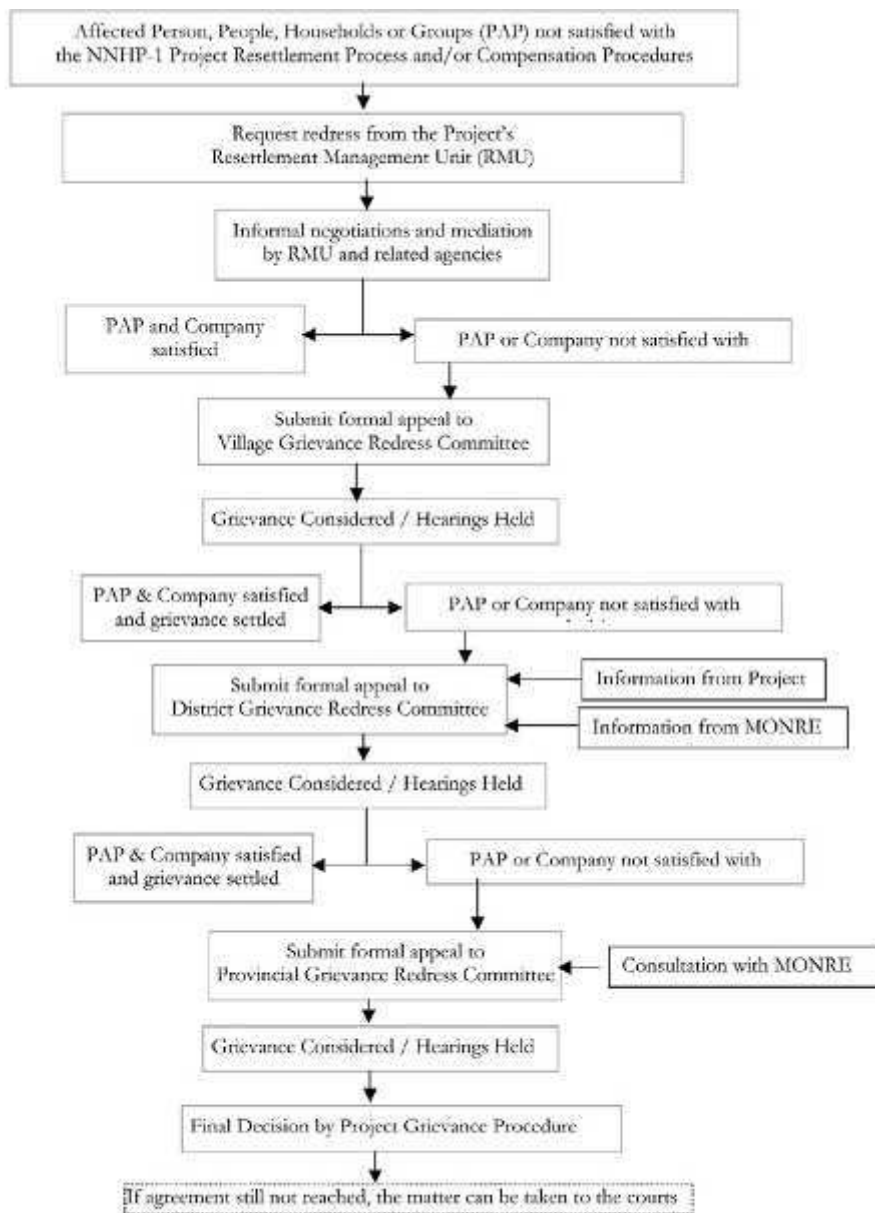 Affected Person, People, Households or Groups (PAP) not satisfied with
the NNHP-1 Project Resettlement Process and/or Compensation Procedures
Request redress from the Project's
Resettlement Management Unit (RMU)
Informal negotiations and mediation
by RMU and related agencies
PAP and Company
satisfied
PAP or Company not satisfied with
Submit formal appeal to
Village Grievance Redress Committee
Grievance Considered / Hearings Held
PAP & Company satisfied
and grievance settled
PAP or Company not satisfied with
Submit formal appeal to
District Grievance Redress Committee
Information from Project
Information from MONRE
Grievance Considered / Hearings Held
PAP & Company satisfied
and grievance settled
PAP or Company not satisfied with
Submit formal appeal to
Provincial Grievance Redress Committee
Consultation with MONRE
Grievance Considered / Hearings Held
Final Decision by Project Grievance Procedure
If agreement still not reached, the matter can be taken to the courts